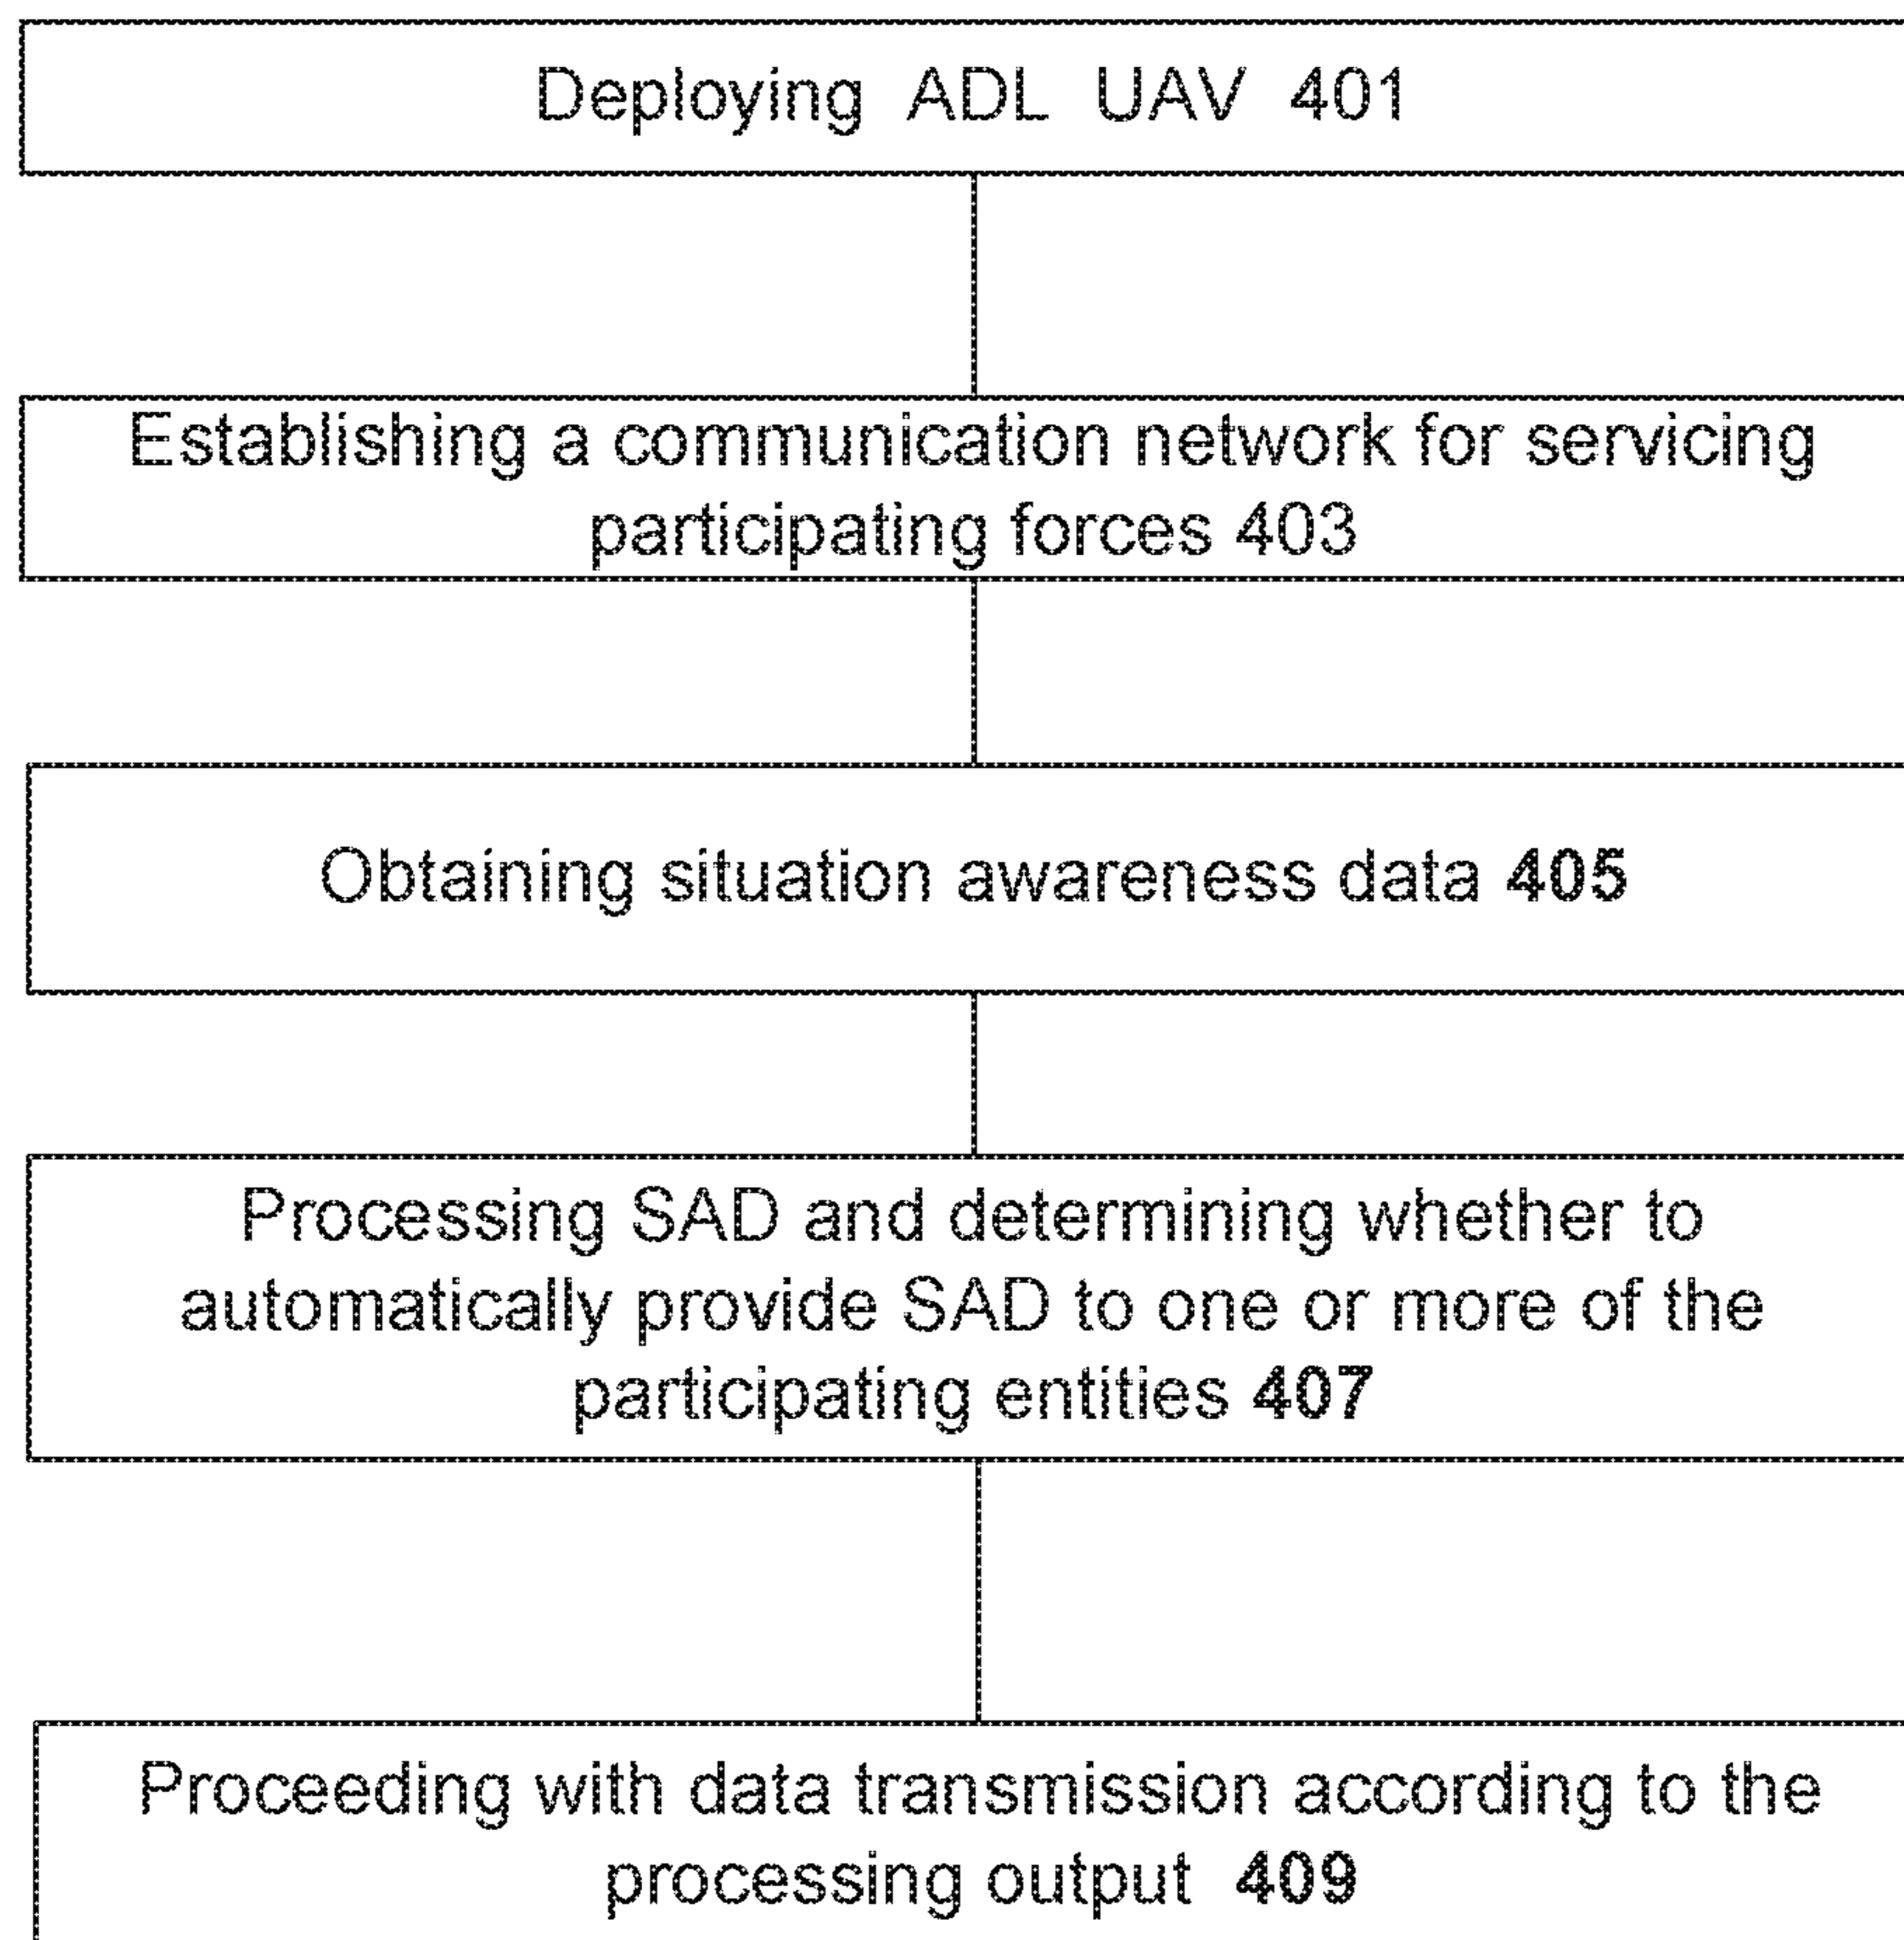 Deploying ADL UAV 401
Establishing a communication network for servicing
participating forces 403
Obtaining situation awareness data 405
Processing SAD and determining whether to
automatically provide SAD to one or more of the
participating entities 407
Proceeding with data transmission according to the
processing output 409